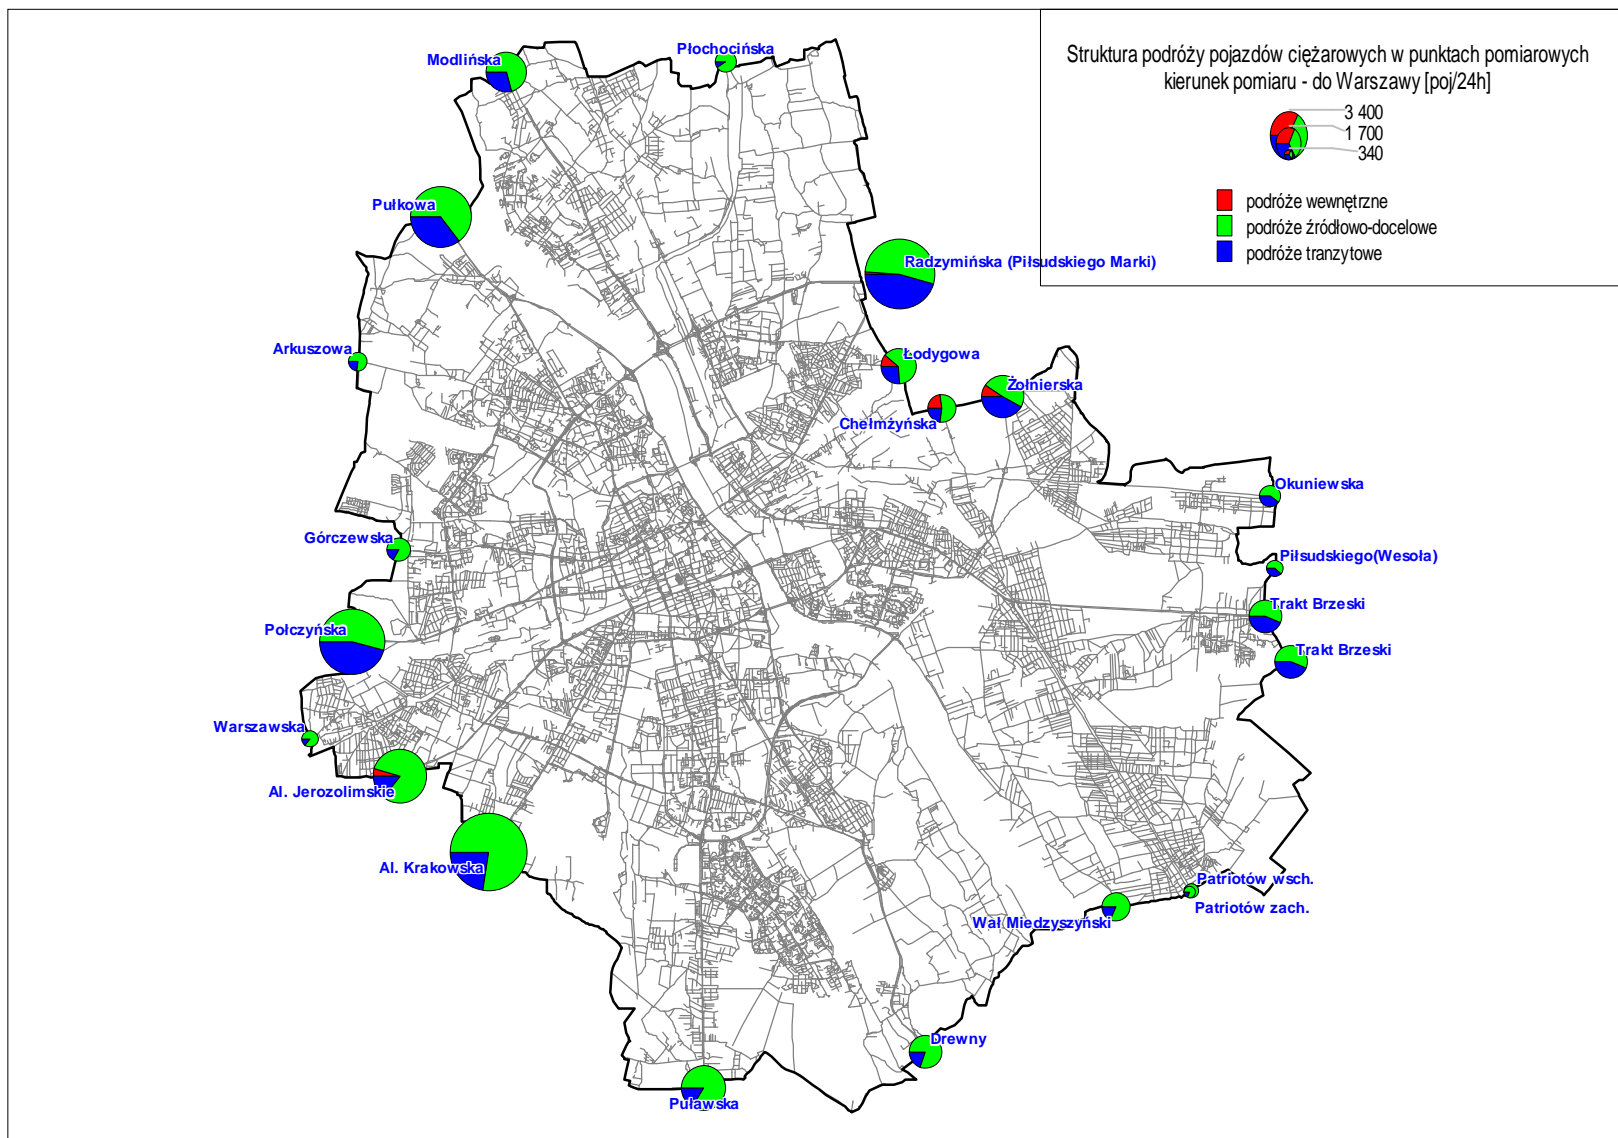 Struktura podróży pojazdów ciężarowych w punktach pomiarowych
kierunek pomiaru - do Warszawy [poj/24h]
3 400
1 700
340
podróże wewnętrzne
podróże źródłowo-docelowe
podróże tranzytowe
Płochocińska
Modlińska
Pułkowa
Radzymińska (Piłsudskiego Marki)
Arkuszowa
Łodygowa
Żołnierska
Chełmżyńska
Okuniewska
Górczewska
Piłsudskiego(Wesoła)
Trakt Brzeski
Połczyńska
Trakt Brzeski
Warszawska
Al. Jerozolimskie
Al. Krakowska
Patriotów wsch.
Patriotów zach.
Wał Miedzyszyński
Drewny
Puławska